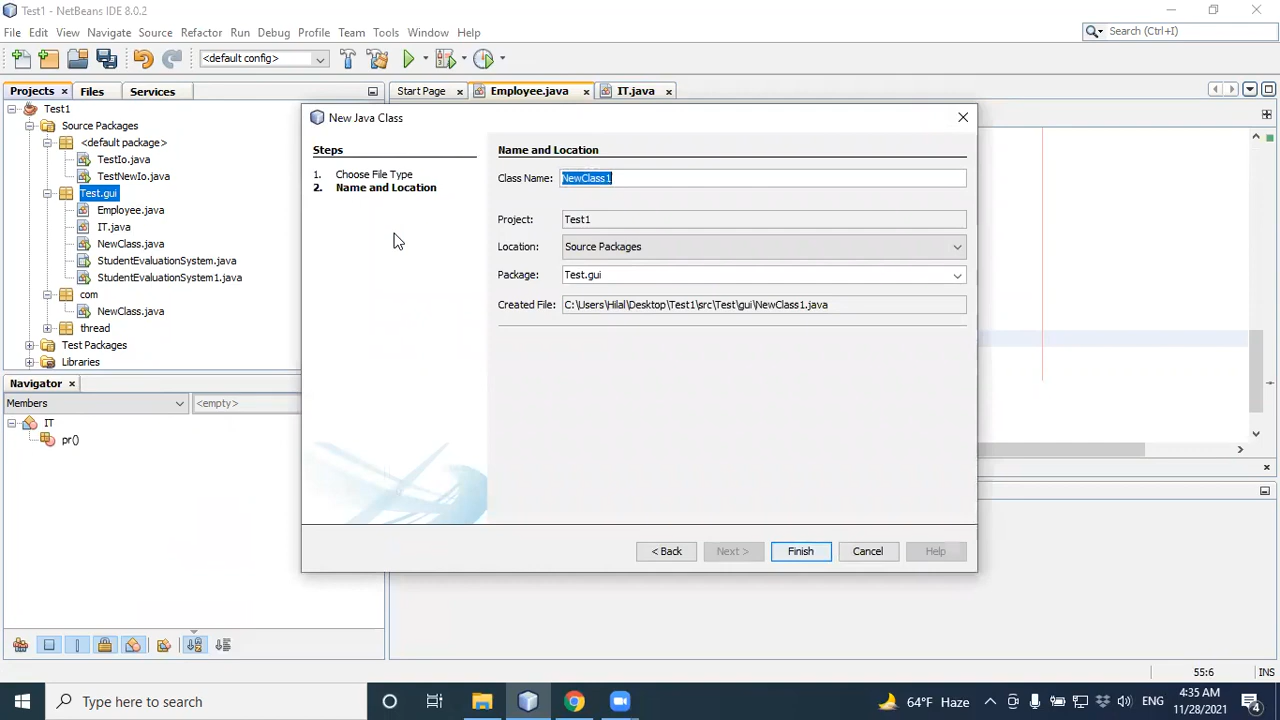 Test1 - NetBeans IDE 8.0.2
File Edit View Navigate Source Refactor Run Debug Profile Team Tools Window Help
Search (Ctrl+I)
<default config>
Projects Files Services
Start Page Employee.java IT.java
Test1
Source Packages
<default package>
TestIo.java
TestNewIo.java
Test.gui
Employee.java
IT.java
NewClass.java
StudentEvaluationSystem.java
StudentEvaluationSystem1.java
com
NewClass.java
thread
Test Packages
Libraries
Navigator
Members
<empty>
IT
pr()
New Java Class
Steps
1. Choose File Type
2. Name and Location
Name and Location
Class Name: NewClass1
Project: Test1
Location: Source Packages
Package: Test.gui
Created File: C:\Users\Hilal\Desktop\Test1\src\Test\gui\NewClass1.java
< Back Next > Finish Cancel Help
55:6 INS
Type here to search
64°F Haze
ENG
4:35 AM
11/28/2021
4